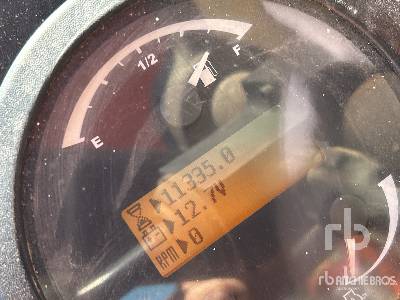 E 1/2 F
11335.0
12.7V
RPM 0
rb
RITCHIE BROS.